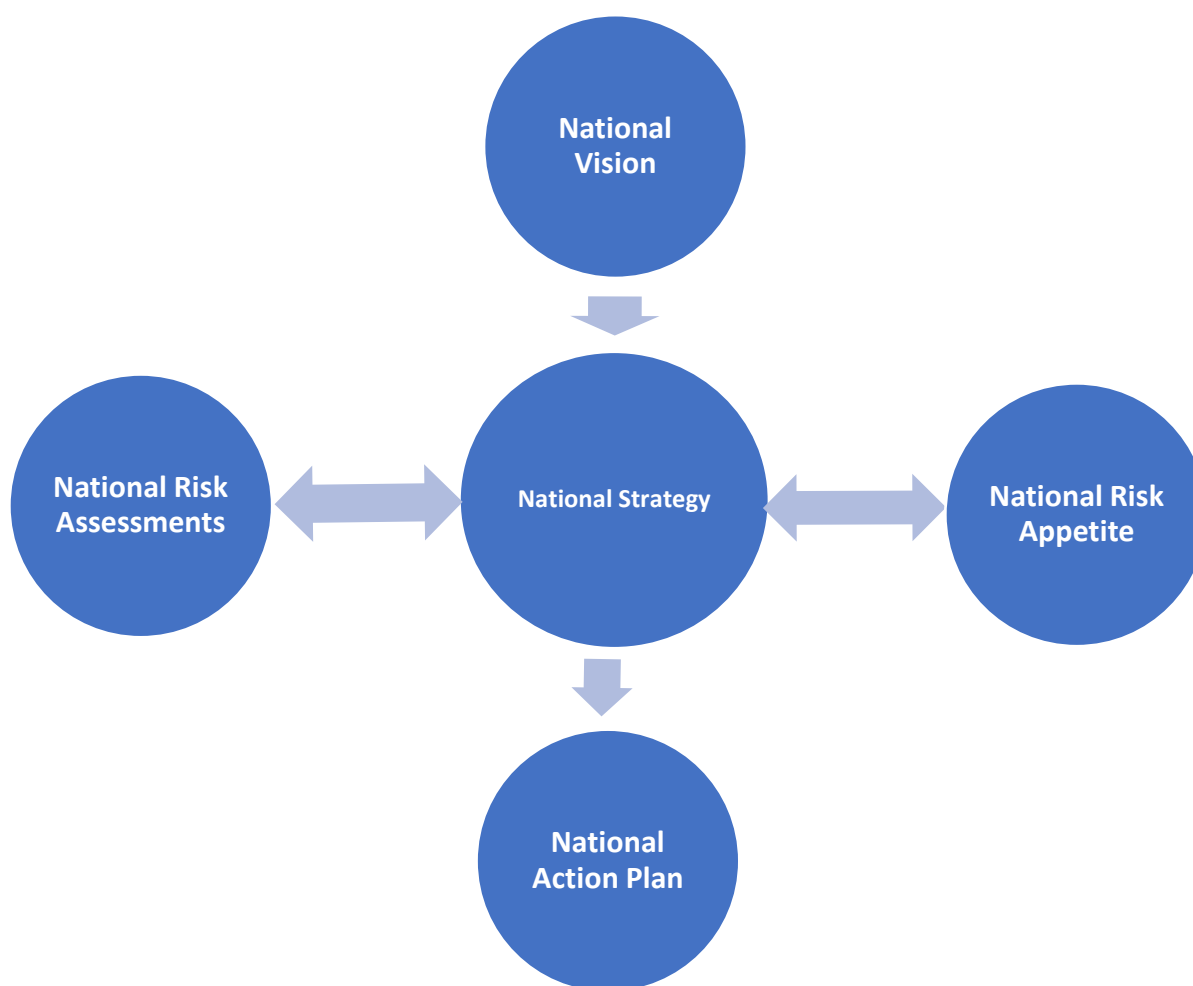 National
Vision
National Risk
Assessments
National Strategy
National Risk
Appetite
National
Action Plan